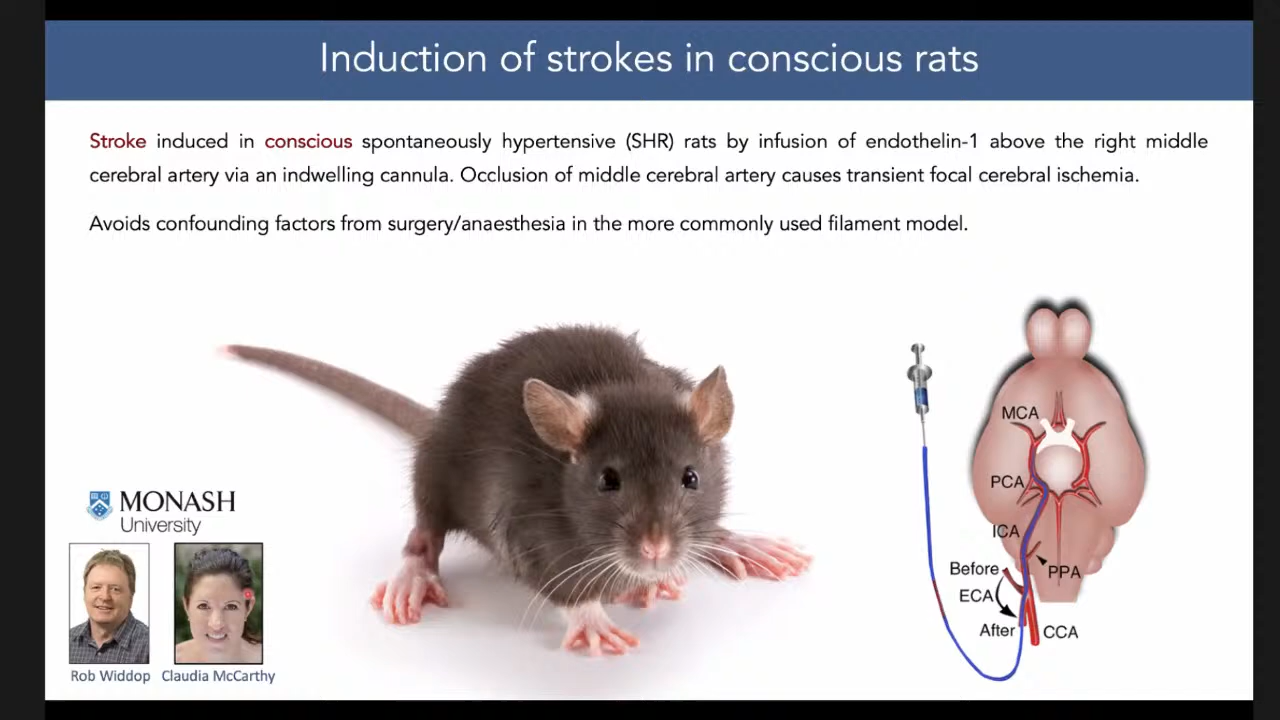 Induction of strokes in conscious rats
Stroke induced in conscious spontaneously hypertensive (SHR) rats by infusion of endothelin-1 above the right middle
cerebral artery via an indwelling cannula. Occlusion of middle cerebral artery causes transient focal cerebral ischemia.
Avoids confounding factors from surgery/anaesthesia in the more commonly used filament model.
MONASH
University
Rob Widdop
Claudia McCarthy
MCA
PCA
ICA
PPA
Before
ECA
After
CCA